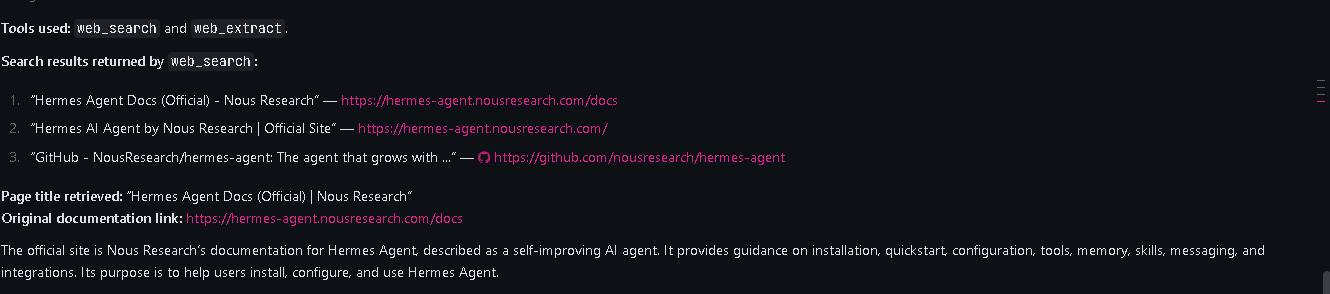 Tools used: web_search and web_extract.
Search results returned by web_search:
1. “Hermes Agent Docs (Official) - Nous Research” — https://hermes-agent.nousresearch.com/docs
2. “Hermes AI Agent by Nous Research | Official Site” — https://hermes-agent.nousresearch.com/
3. “GitHub - NousResearch/hermes-agent: The agent that grows with ...” — https://github.com/nousresearch/hermes-agent
Page title retrieved: “Hermes Agent Docs (Official) | Nous Research”
Original documentation link: https://hermes-agent.nousresearch.com/docs
The official site is Nous Research’s documentation for Hermes Agent, described as a self-improving AI agent. It provides guidance on installation, quickstart, configuration, tools, memory, skills, messaging, and
integrations. Its purpose is to help users install, configure, and use Hermes Agent.